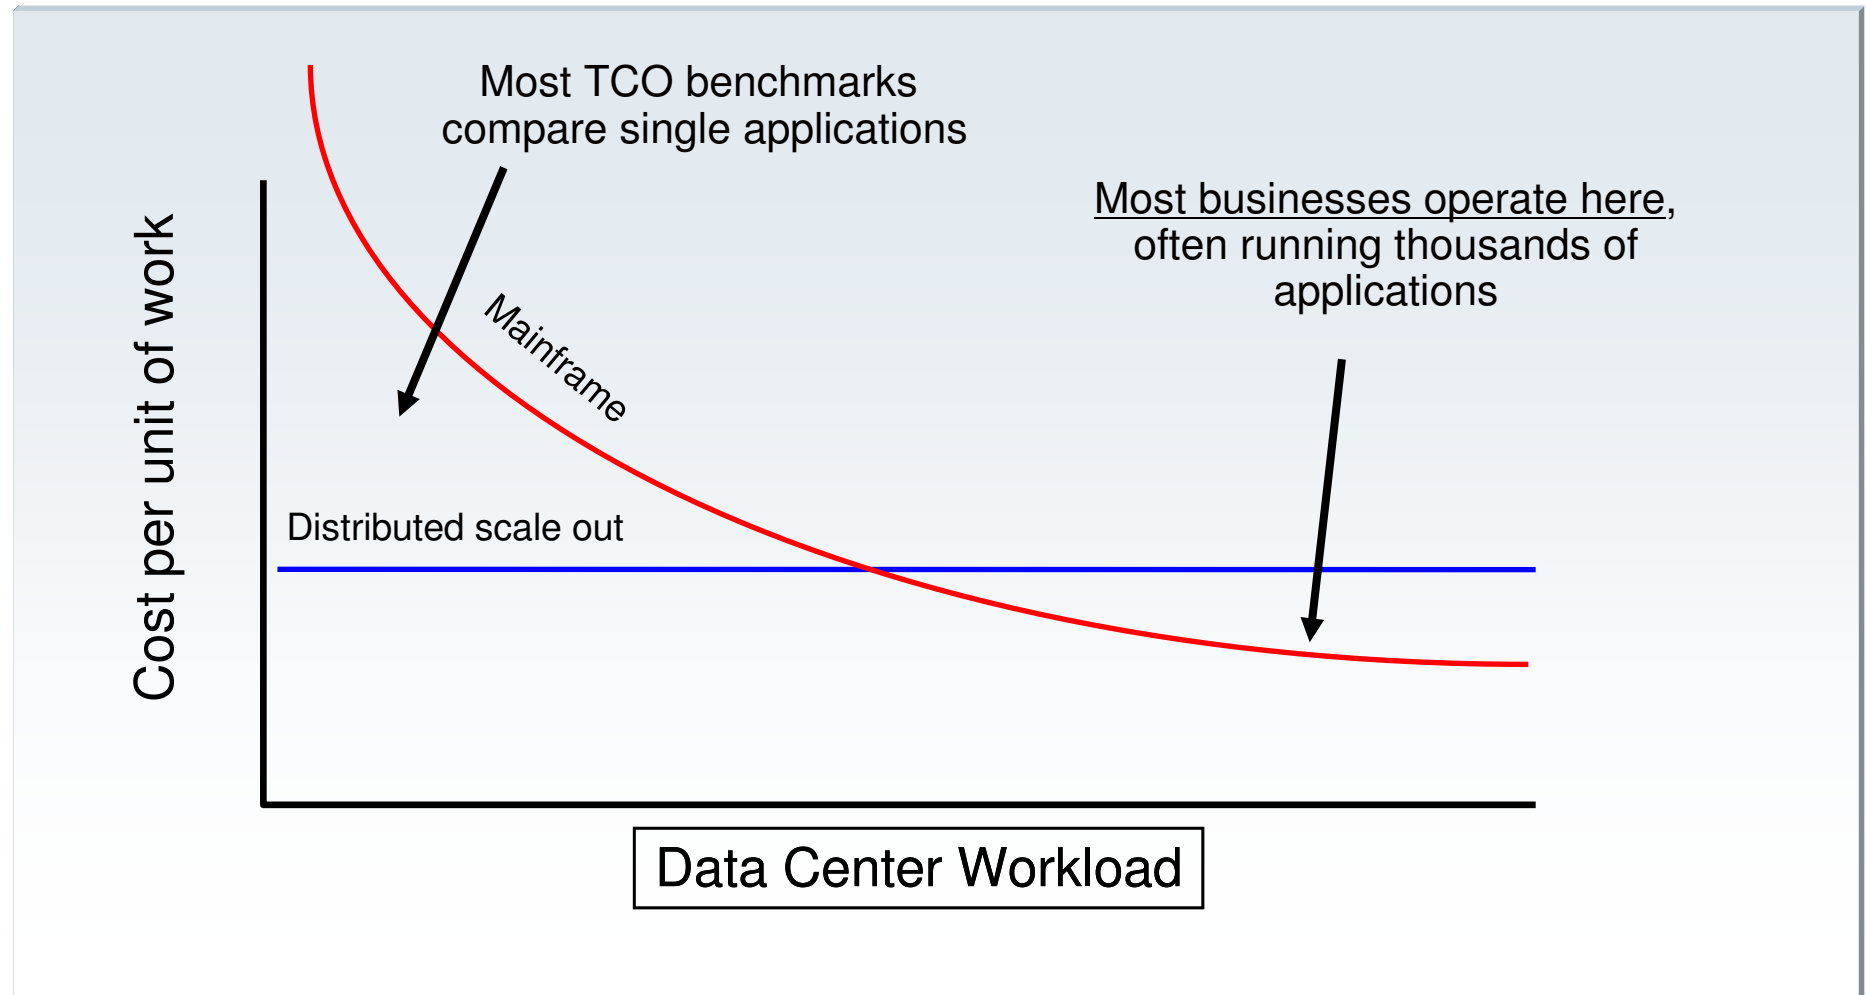 Most TCO benchmarks
compare single applications
Most businesses operate here,
often running thousands of
applications
Cost per unit of work
Mainframe
Distributed scale out
Data Center Workload